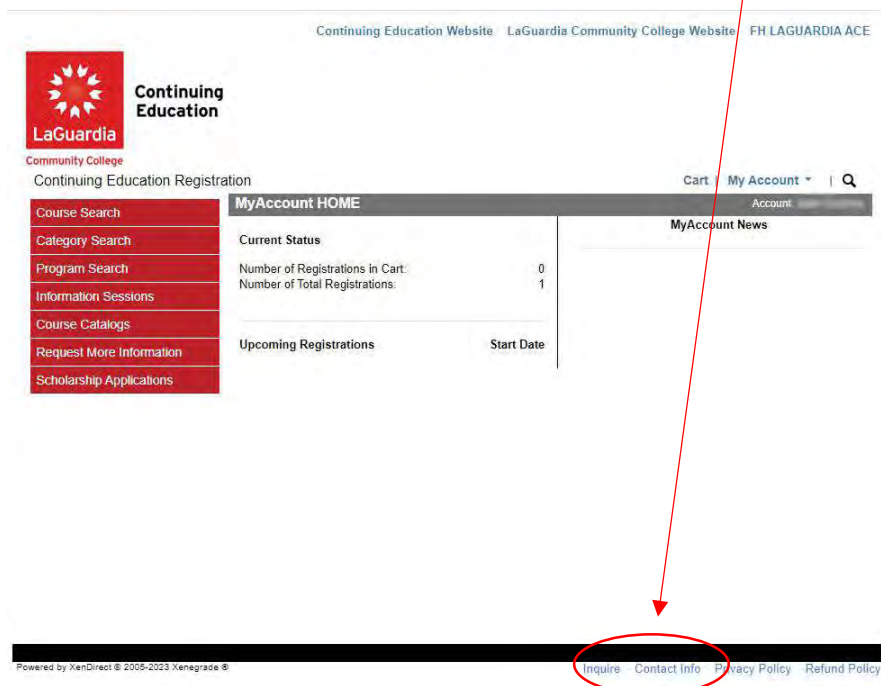 Continuing Education Website LaGuardia Community College Website FH LAGUARDIA ACE
Continuing
Education
LaGuardia
Community College
Continuing Education Registration
Cart | My Account |
Course Search
Category Search
Program Search
Information Sessions
Course Catalogs
Request More Information
Scholarship Applications
MyAccount HOME
Account:
Current Status
Number of Registrations in Cart: 0
Number of Total Registrations: 1
Upcoming Registrations Start Date
MyAccount News
Powered by XenDirect © 2005-2023 Xenegrade ®
Inquire Contact Info Privacy Policy Refund Policy